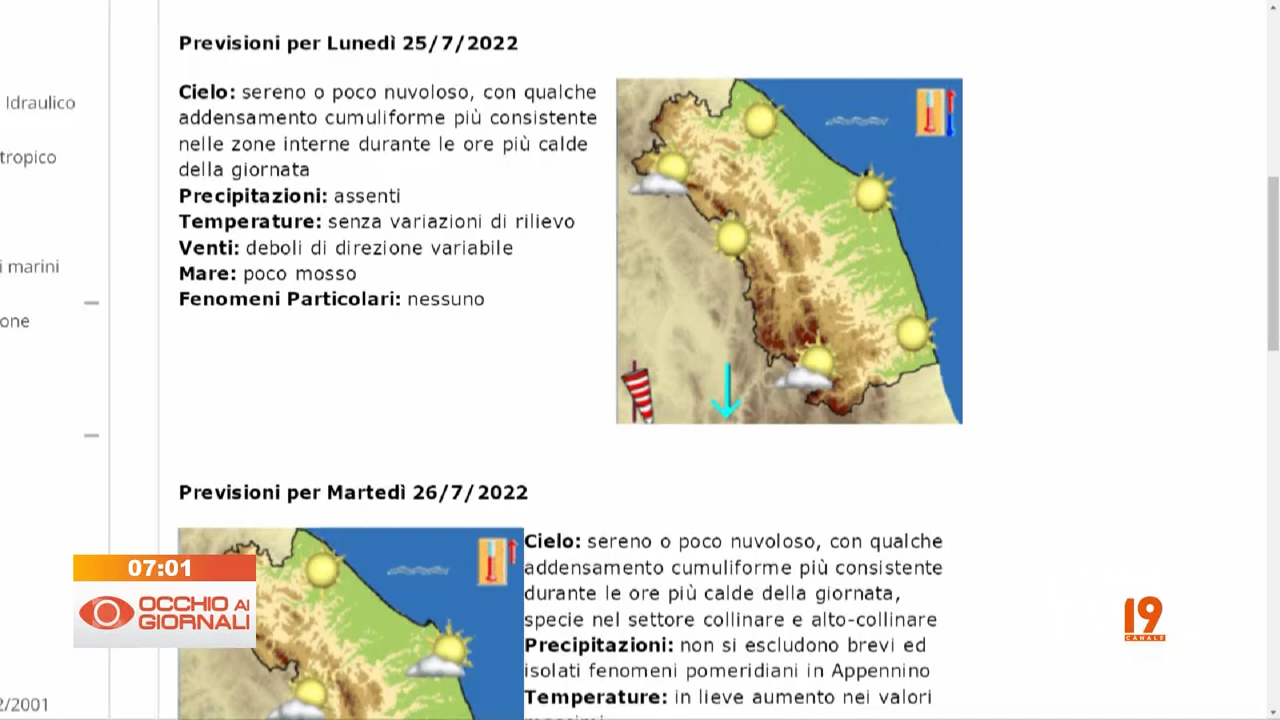 Idraulico
tropico
i marini
one
2/2001
Previsioni per Lunedì 25/7/2022
Cielo: sereno o poco nuvoloso, con qualche
addensamento cumuliforme più consistente
nelle zone interne durante le ore più calde
della giornata
Precipitazioni: assenti
Temperature: senza variazioni di rilievo
Venti: deboli di direzione variabile
Mare: poco mosso
Fenomeni Particolari: nessuno
Previsioni per Martedì 26/7/2022
Cielo: sereno o poco nuvoloso, con qualche
addensamento cumuliforme più consistente
durante le ore più calde della giornata,
specie nel settore collinare e alto-collinare
Precipitazioni: non si escludono brevi ed
isolati fenomeni pomeridiani in Appennino
Temperature: in lieve aumento nei valori
07:01
OCCHIO AI
GIORNALI
19
CANALE